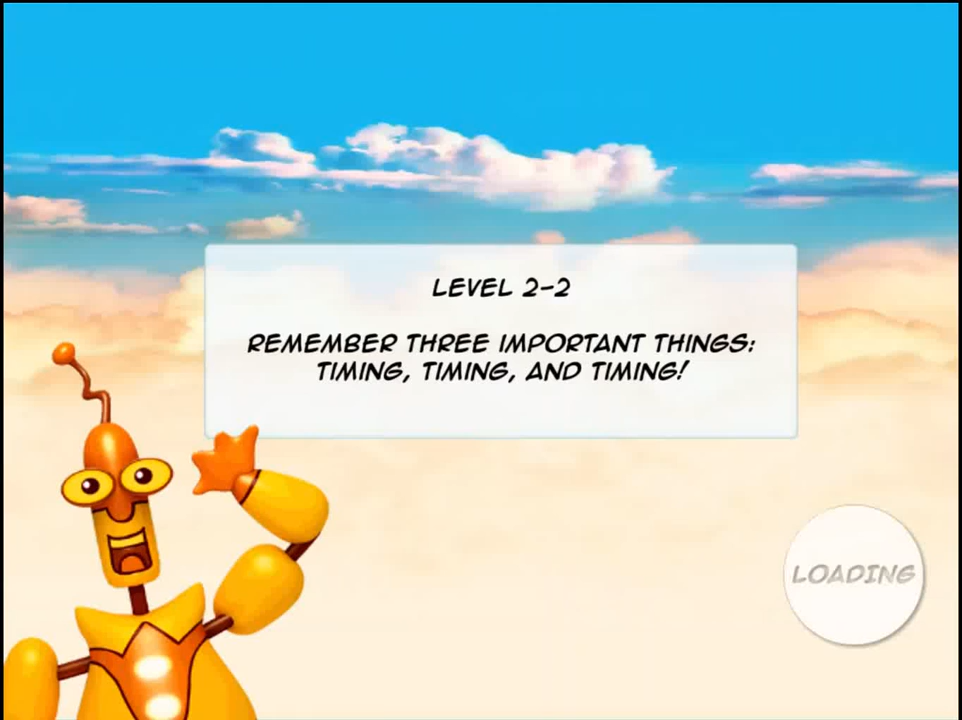 LEVEL 2-2
REMEMBER THREE IMPORTANT THINGS:
TIMING, TIMING, AND TIMING!
LOADING